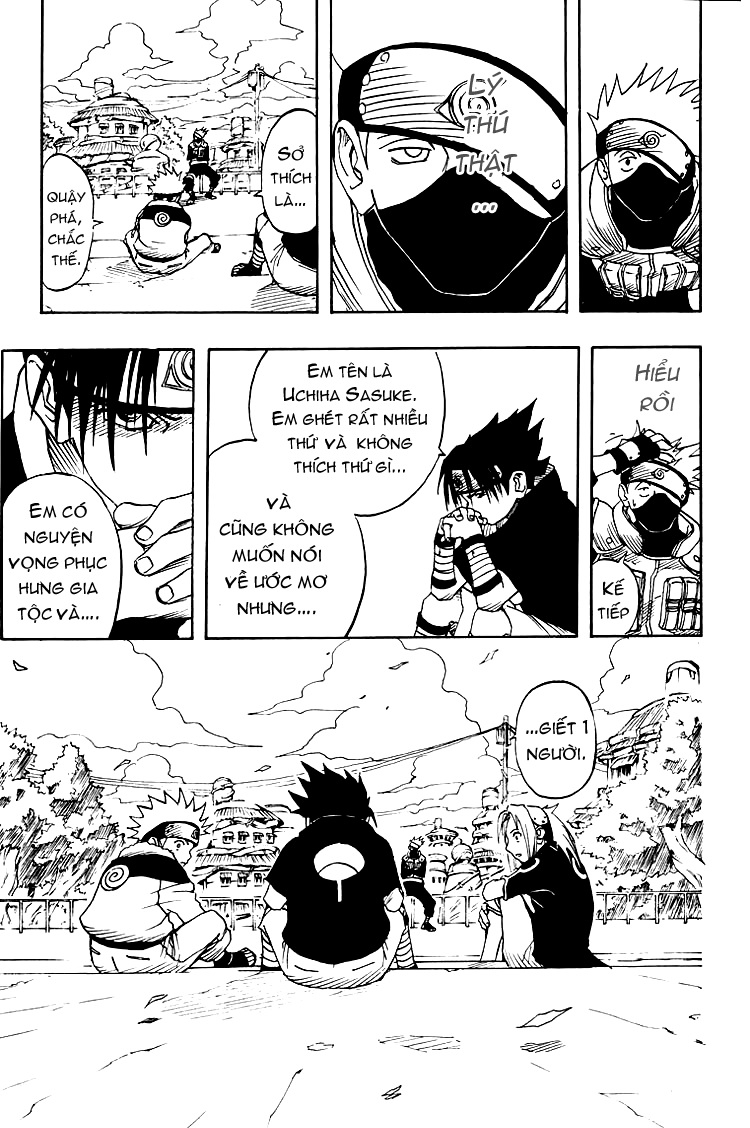 LÝ
THÚ
THẬT
...
SỞ
THÍCH
LÀ...
QUẬY
PHÁ,
CHẮC
THẾ.
HIỂU
RỒI
KẾ
TIẾP
EM TÊN LÀ
UCHIHA SASUKE.
EM GHÉT RẤT NHIỀU
THỨ VÀ KHÔNG
THÍCH THỨ GÌ...
VÀ
CŨNG KHÔNG
MUỐN NÓI
VỀ ƯỚC MƠ
NHƯNG....
EM CÓ
NGUYỆN
VỌNG PHỤC
HƯNG GIA
TỘC VÀ....
...GIẾT 1
NGƯỜI.